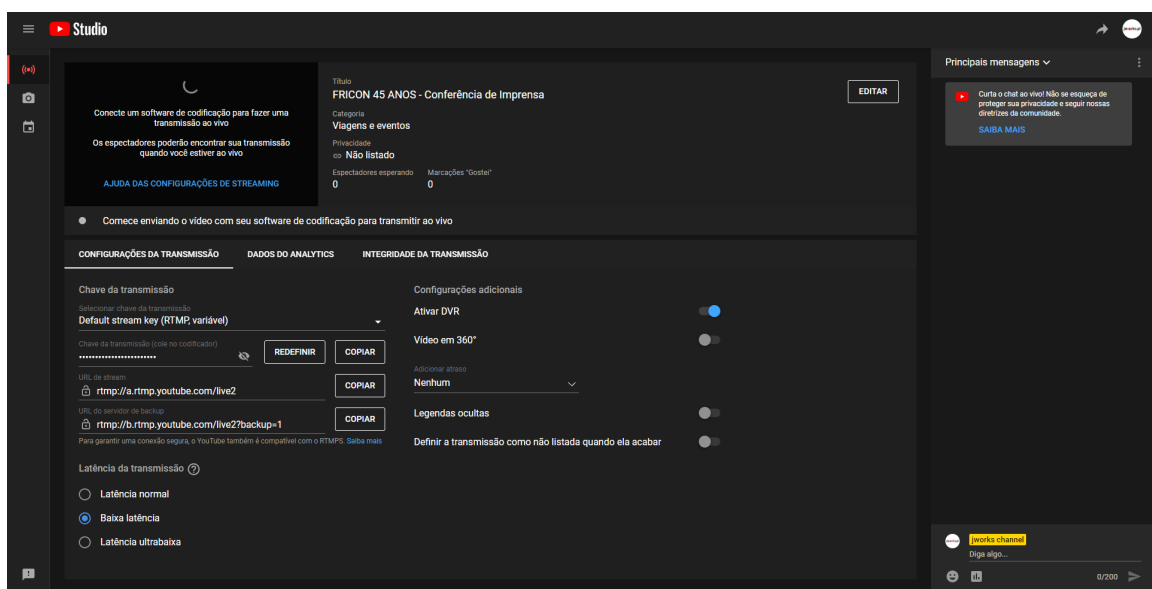 Studio
jworks.pt
Conecte um software de codificação para fazer uma
transmissão ao vivo
Os espectadores poderão encontrar sua transmissão
quando você estiver ao vivo
AJUDA DAS CONFIGURAÇÕES DE STREAMING
Título
FRICON 45 ANOS - Conferência de Imprensa
EDITAR
Categoria
Viagens e eventos
Privacidade
Não listado
Espectadores esperando Marcações "Gostei"
0 0
Comece enviando o vídeo com seu software de codificação para transmitir ao vivo
CONFIGURAÇÕES DA TRANSMISSÃO DADOS DO ANALYTICS INTEGRIDADE DA TRANSMISSÃO
Chave da transmissão
Selecionar chave da transmissão
Default stream key (RTMP, variável)
Chave da transmissão (cole no codificador)
••••••••••••••••••••••••
REDEFINIR COPIAR
URL de stream
rtmp://a.rtmp.youtube.com/live2
COPIAR
URL do servidor de backup
rtmp://b.rtmp.youtube.com/live2?backup=1
COPIAR
Para garantir uma conexão segura, o YouTube também é compatível com o RTMPS. Saiba mais
Latência da transmissão
Latência normal
Baixa latência
Latência ultrabaixa
Configurações adicionais
Ativar DVR
Vídeo em 360°
Adicionar atraso
Nenhum
Legendas ocultas
Definir a transmissão como não listada quando ela acabar
Principais mensagens
Curta o chat ao vivo! Não se esqueça de
proteger sua privacidade e seguir nossas
diretrizes da comunidade.
SAIBA MAIS
jworks channel
Diga algo...
0/200